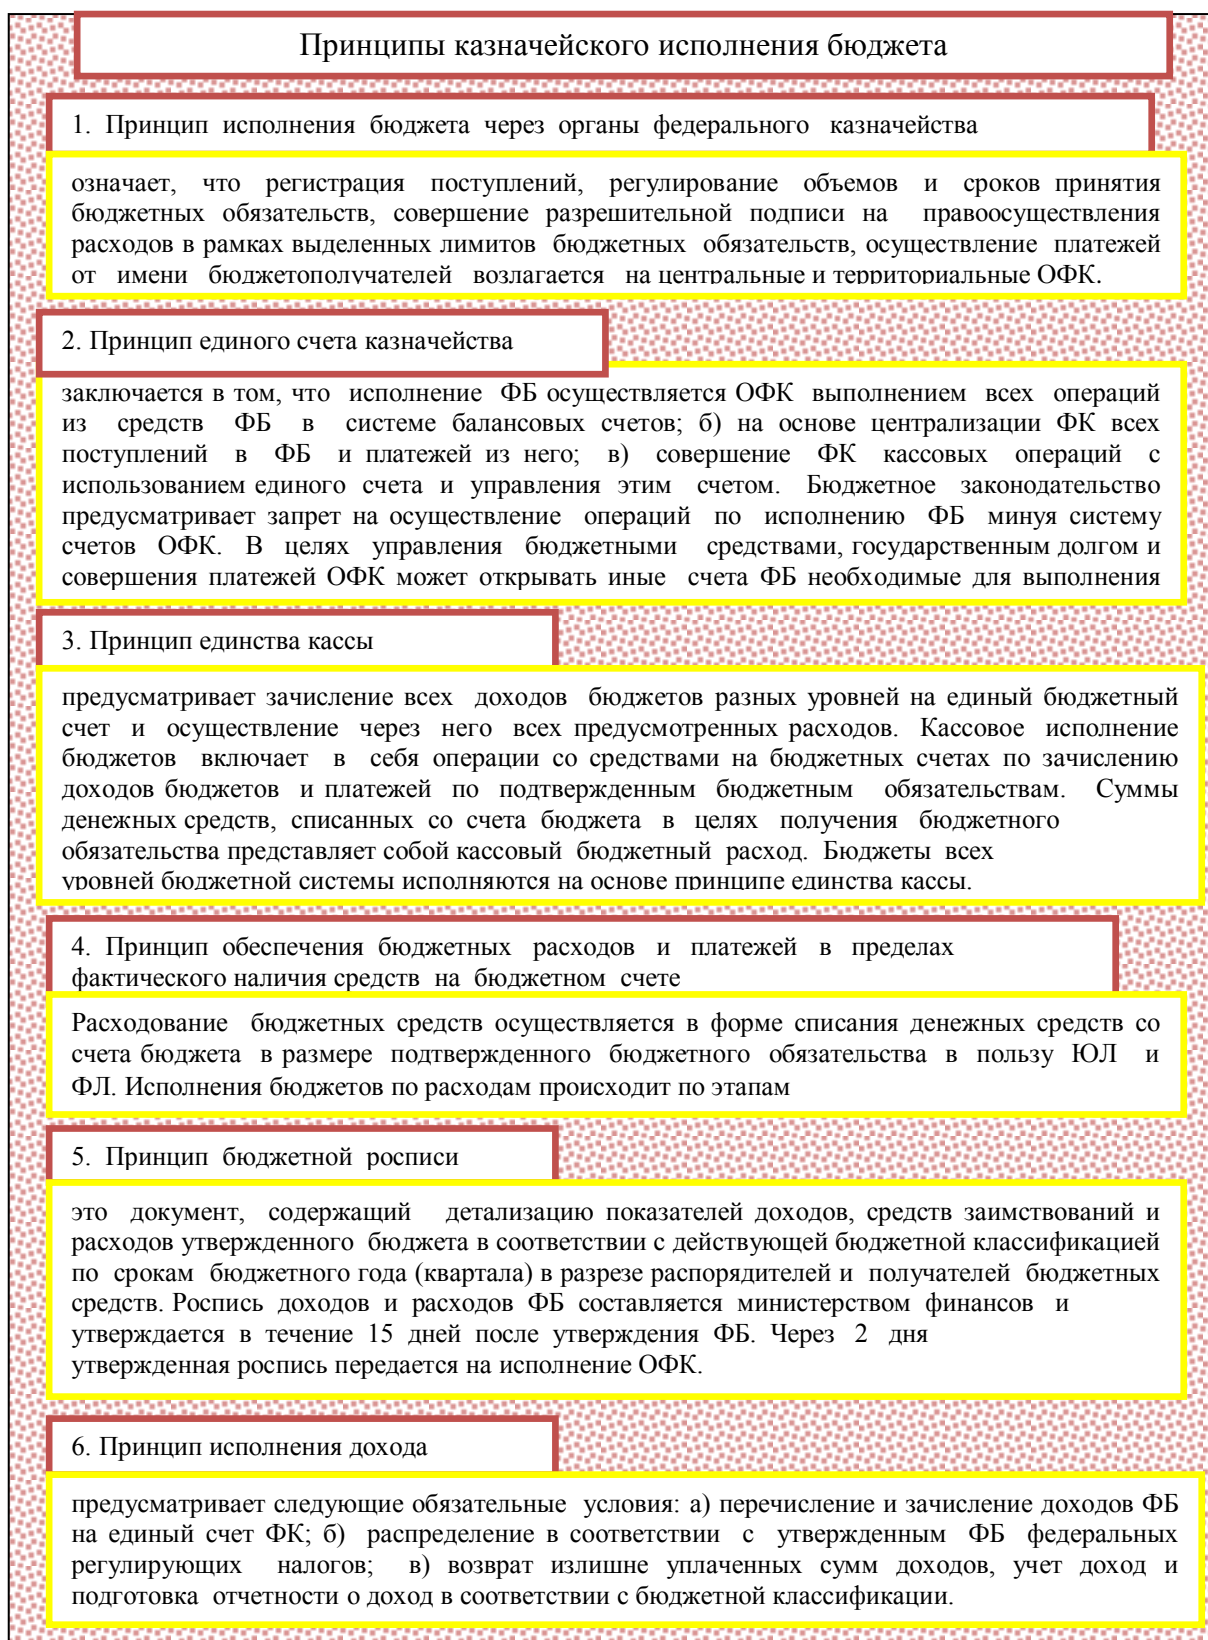 Принципы казначейского исполнения бюджета
1. Принцип исполнения бюджета через органы федерального казначейства
означает, что регистрация поступлений, регулирование объемов и сроков принятия
бюджетных обязательств, совершение разрешительной подписи на правоосуществления
расходов в рамках выделенных лимитов бюджетных обязательств, осуществление платежей
от имени бюджетополучателей возлагается на центральные и территориальные ОФК.
2. Принцип единого счета казначейства
заключается в том, что исполнение ФБ осуществляется ОФК выполнением всех операций
из средств ФБ в системе балансовых счетов; б) на основе централизации ФК всех
поступлений в ФБ и платежей из него; в) совершение ФК кассовых операций с
использованием единого счета и управления этим счетом. Бюджетное законодательство
предусматривает запрет на осуществление операций по исполнению ФБ минуя систему
счетов ОФК. В целях управления бюджетными средствами, государственным долгом и
совершения платежей ОФК может открывать иные счета ФБ необходимые для выполнения
3. Принцип единства кассы
предусматривает зачисление всех доходов бюджетов разных уровней на единый бюджетный
счет и осуществление через него всех предусмотренных расходов. Кассовое исполнение
бюджетов включает в себя операции со средствами на бюджетных счетах по зачислению
доходов бюджетов и платежей по подтвержденным бюджетным обязательствам. Суммы
денежных средств, списанных со счета бюджета в целях получения бюджетного
обязательства представляет собой кассовый бюджетный расход. Бюджеты всех
уровней бюджетной системы исполняются на основе принципе единства кассы.
4. Принцип обеспечения бюджетных расходов и платежей в пределах
фактического наличия средств на бюджетном счете
Расходование бюджетных средств осуществляется в форме списания денежных средств со
счета бюджета в размере подтвержденного бюджетного обязательства в пользу ЮЛ и
ФЛ. Исполнения бюджетов по расходам происходит по этапам
5. Принцип бюджетной росписи
это документ, содержащий детализацию показателей доходов, средств заимствований и
расходов утвержденного бюджета в соответствии с действующей бюджетной классификацией
по срокам бюджетного года (квартала) в разрезе распорядителей и получателей бюджетных
средств. Роспись доходов и расходов ФБ составляется министерством финансов и
утверждается в течение 15 дней после утверждения ФБ. Через 2 дня
утвержденная роспись передается на исполнение ОФК.
6. Принцип исполнения дохода
предусматривает следующие обязательные условия: а) перечисление и зачисление доходов ФБ
на единый счет ФК; б) распределение в соответствии с утвержденным ФБ федеральных
регулирующих налогов; в) возврат излишне уплаченных сумм доходов, учет доход и
подготовка отчетности о доход в соответствии с бюджетной классификации.